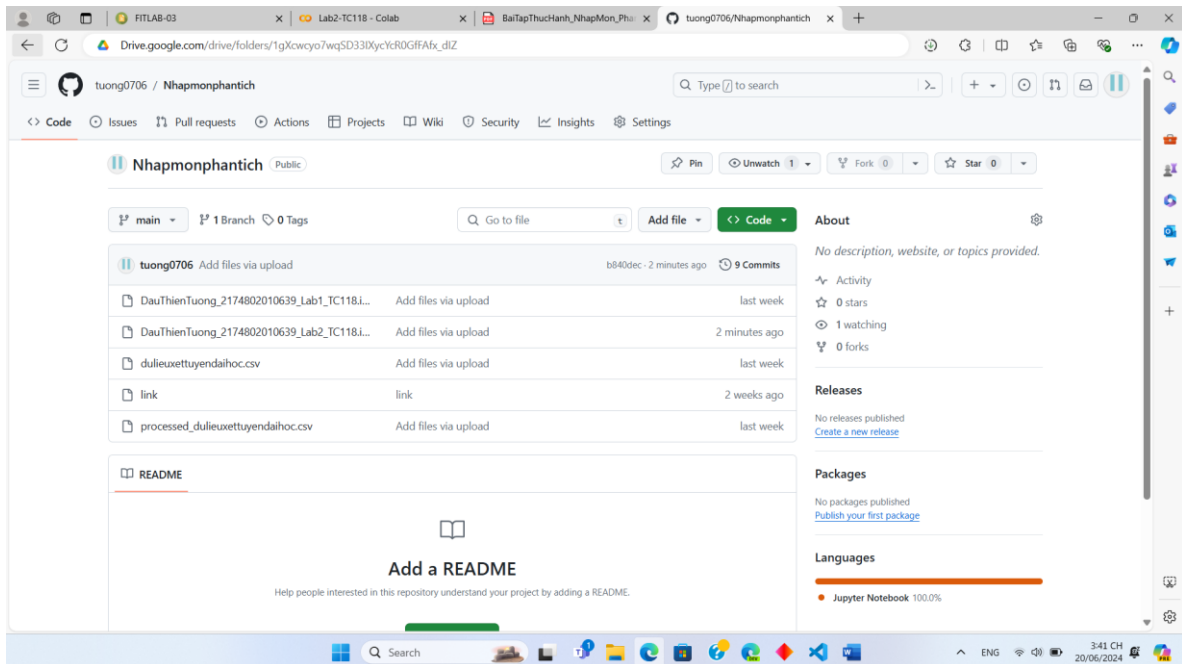 FITLAB-03
Lab2-TC118 - Colab
BaiTapThucHanh_NhapMon_Pha
tuong0706/Nhapmonphantich
Drive.google.com/drive/folders/1gXcwcyo7wqSD33IXycYcR0GfFAfx_dIZ
tuong0706 / Nhapmonphantich
Type / to search
Code Issues Pull requests Actions Projects Wiki Security Insights Settings
Nhapmonphantich Public
Pin Unwatch 1 Fork 0 Star 0
main 1 Branch 0 Tags Go to file t Add file Code
tuong0706 Add files via upload b840dec · 2 minutes ago 9 Commits
DauThienTuong_2174802010639_Lab1_TC118.i... Add files via upload last week
DauThienTuong_2174802010639_Lab2_TC118.i... Add files via upload 2 minutes ago
dulieuxettuyendaihoc.csv Add files via upload last week
link link 2 weeks ago
processed_dulieuxettuyendaihoc.csv Add files via upload last week
README
Add a README
Help people interested in this repository understand your project by adding a README.
About
No description, website, or topics provided.
Activity
0 stars
1 watching
0 forks
Releases
No releases published
Create a new release
Packages
No packages published
Publish your first package
Languages
Jupyter Notebook 100.0%
Search
ENG
3:41 CH
20/06/2024